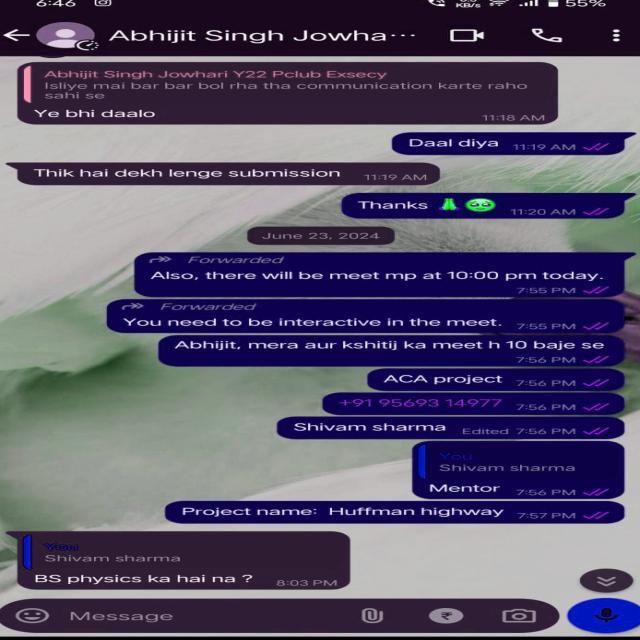 6:46
KB/S
55%
Abhijit Singh Jowha...
Abhijit Singh Jowhari Y22 Pclub Exsecy
Isliye mai bar bar bol rha tha communication karte raho
sahi se
Ye bhi daalo
11:18 AM
Daal diya 11:19 AM
Thik hai dekh lenge submission 11:19 AM
Thanks 🙏🥹 11:20 AM
June 23, 2024
Forwarded
Also, there will be meet mp at 10:00 pm today.
7:55 PM
Forwarded
You need to be interactive in the meet. 7:55 PM
Abhijit, mera aur kshitij ka meet h 10 baje se
7:56 PM
ACA project 7:56 PM
+91 95693 14977 7:56 PM
Shivam sharma Edited 7:56 PM
You
Shivam sharma
Mentor 7:56 PM
Project name: Huffman highway 7:57 PM
You
Shivam sharma
BS physics ka hai na ? 8:03 PM
Message
₹